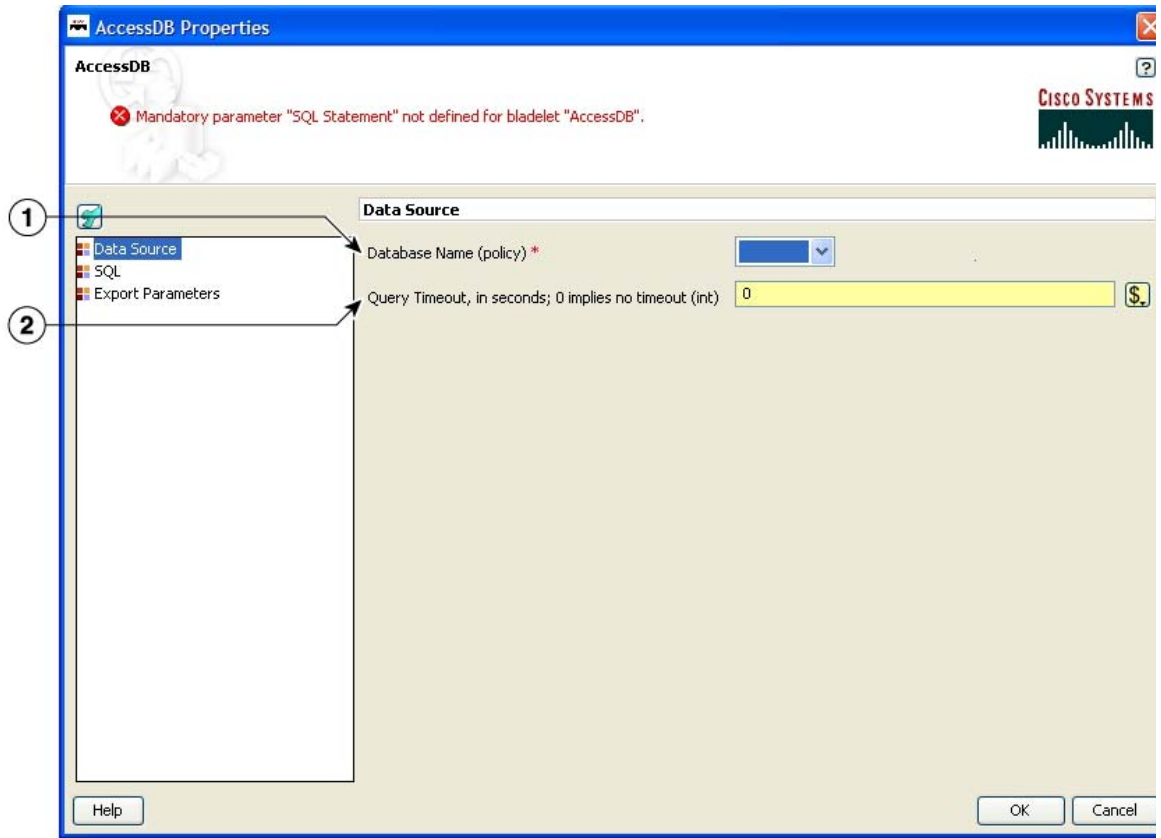 AccessDB Properties
AccessDB
?
Mandatory parameter "SQL Statement" not defined for bladelet "AccessDB".
CISCO SYSTEMS
1
Data Source
Data Source
SQL
Export Parameters
Database Name (policy) *
2
Query Timeout, in seconds; 0 implies no timeout (int)
0
$
Help
OK
Cancel